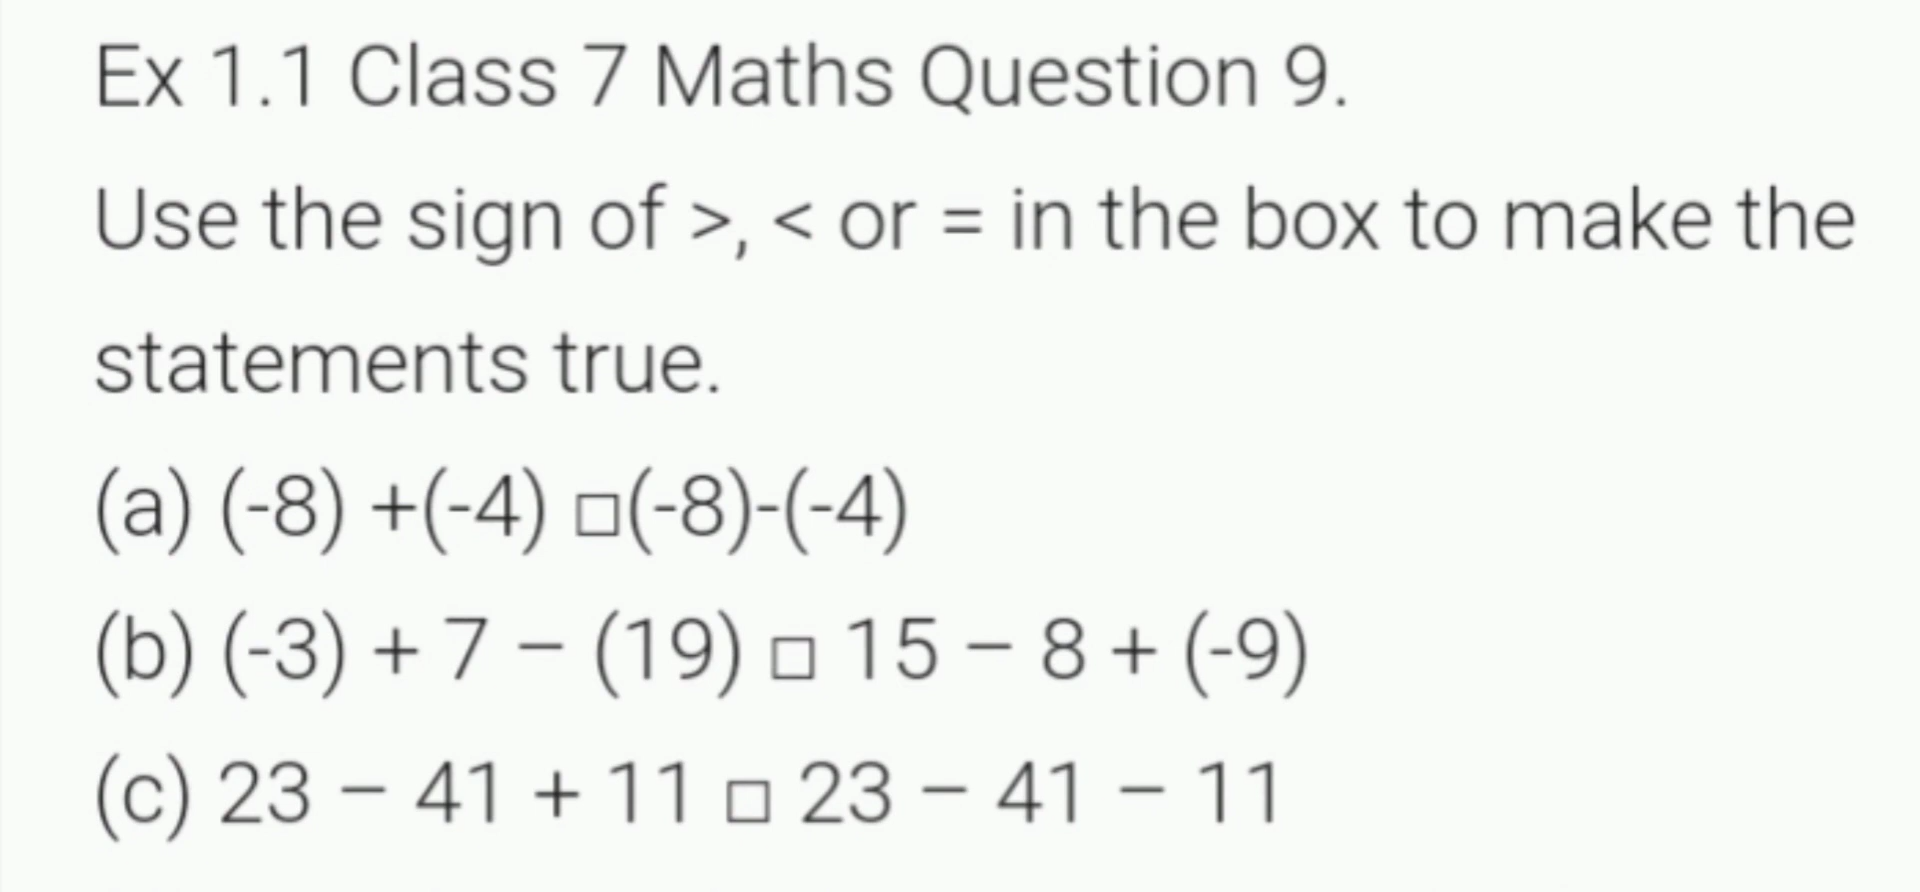 Ex 1.1 Class 7 Maths Question 9.
Use the sign of >, < or = in the box to make the
statements true.
(a) (-8) +(-4) □(-8)-(-4)
(b) (-3) + 7 – (19) □ 15 – 8 + (-9)
(c) 23 – 41 + 11 □ 23 – 41 – 11